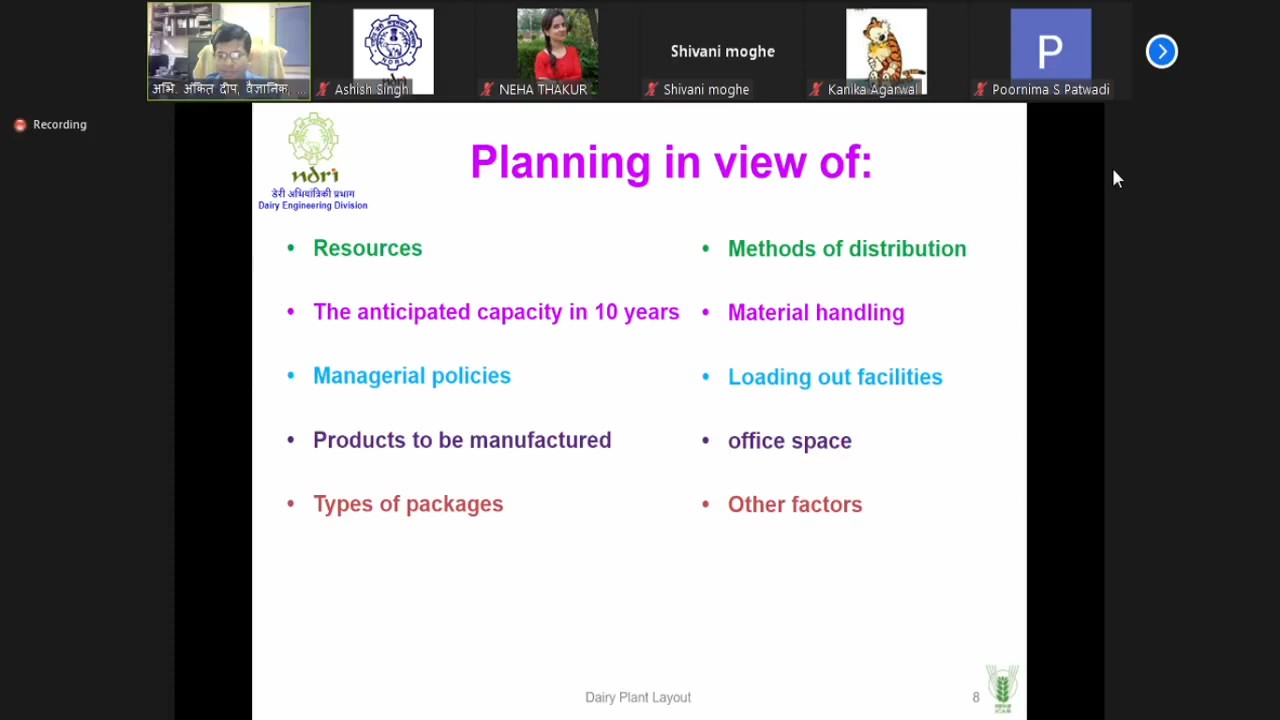 Shivani moghe
P
अभि. अंकित दीप, वैज्ञानिक, ...
Ashish Singh
NEHA THAKUR
Shivani moghe
Kanika Agarwal
Poornima S Patwadi
Recording
ndri
डेरी अभियांत्रिकी प्रभाग
Dairy Engineering Division
Planning in view of:
• Resources
• The anticipated capacity in 10 years
• Managerial policies
• Products to be manufactured
• Types of packages
• Methods of distribution
• Material handling
• Loading out facilities
• office space
• Other factors
Dairy Plant Layout
8